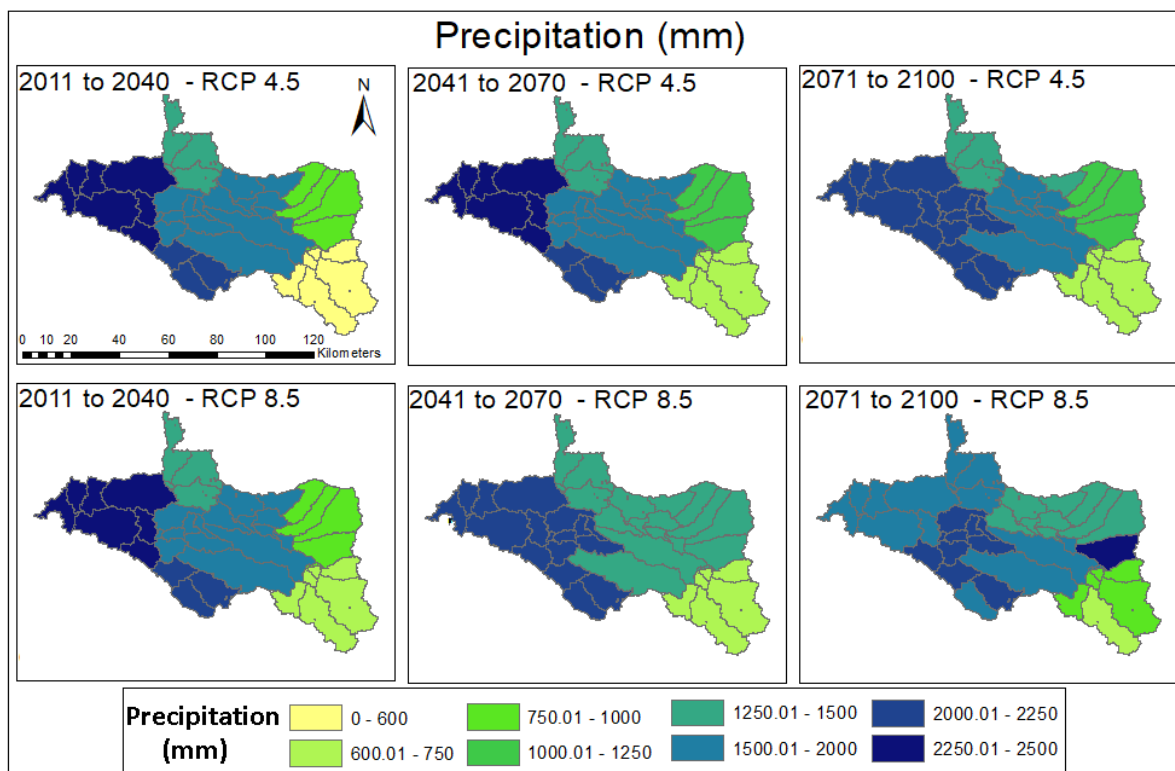 Precipitation (mm)
2011 to 2040 - RCP 4.5
N
0 10 20 40 60 80 100 120
Kilometers
2041 to 2070 - RCP 4.5
2071 to 2100 - RCP 4.5
2011 to 2040 - RCP 8.5
2041 to 2070 - RCP 8.5
2071 to 2100 - RCP 8.5
Precipitation
(mm)
0 - 600
600.01 - 750
750.01 - 1000
1000.01 - 1250
1250.01 - 1500
1500.01 - 2000
2000.01 - 2250
2250.01 - 2500